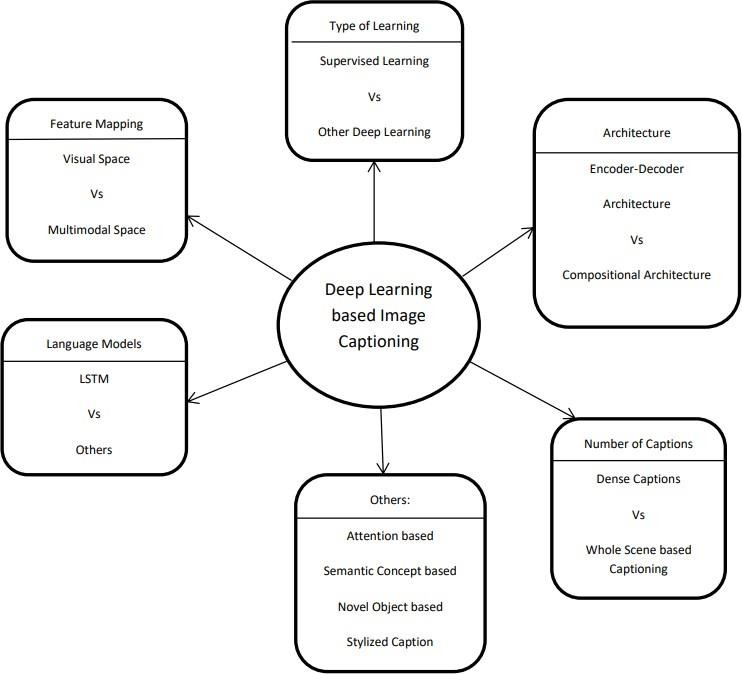 Type of Learning
Supervised Learning
Vs
Other Deep Learning
Feature Mapping
Visual Space
Vs
Multimodal Space
Architecture
Encoder-Decoder
Architecture
Vs
Compositional Architecture
Deep Learning
based Image
Captioning
Language Models
LSTM
Vs
Others
Number of Captions
Dense Captions
Vs
Whole Scene based
Captioning
Others:
Attention based
Semantic Concept based
Novel Object based
Stylized Caption